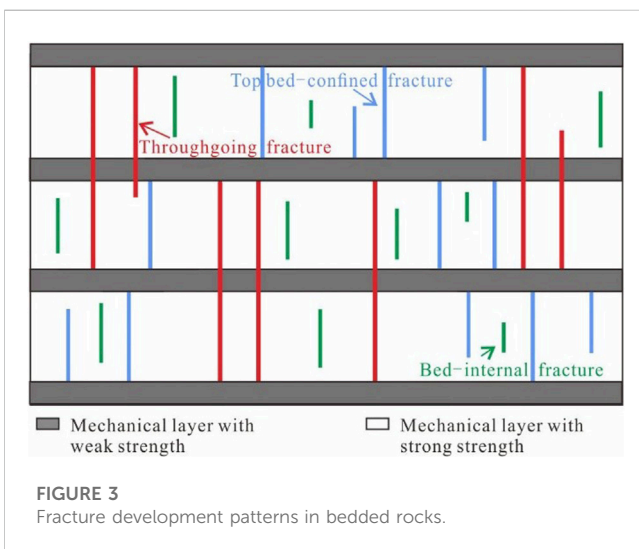 Top bed-confined fracture
Throughgoing fracture
Bed-internal fracture
Mechanical layer with
weak strength
Mechanical layer with
strong strength
FIGURE 3
Fracture development patterns in bedded rocks.